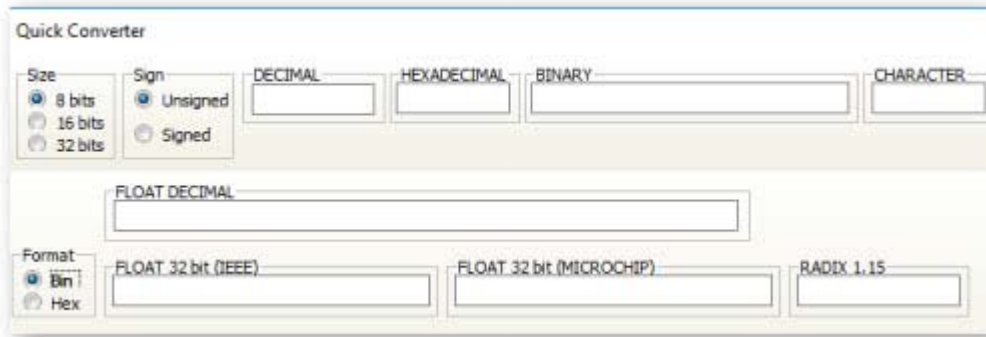 Quick Converter
Size
8 bits
16 bits
32 bits
Sign
Unsigned
Signed
DECIMAL
HEXADECIMAL
BINARY
CHARACTER
FLOAT DECIMAL
Format
Bin
Hex
FLOAT 32 bit (IEEE)
FLOAT 32 bit (MICROCHIP)
RADIX 1.15